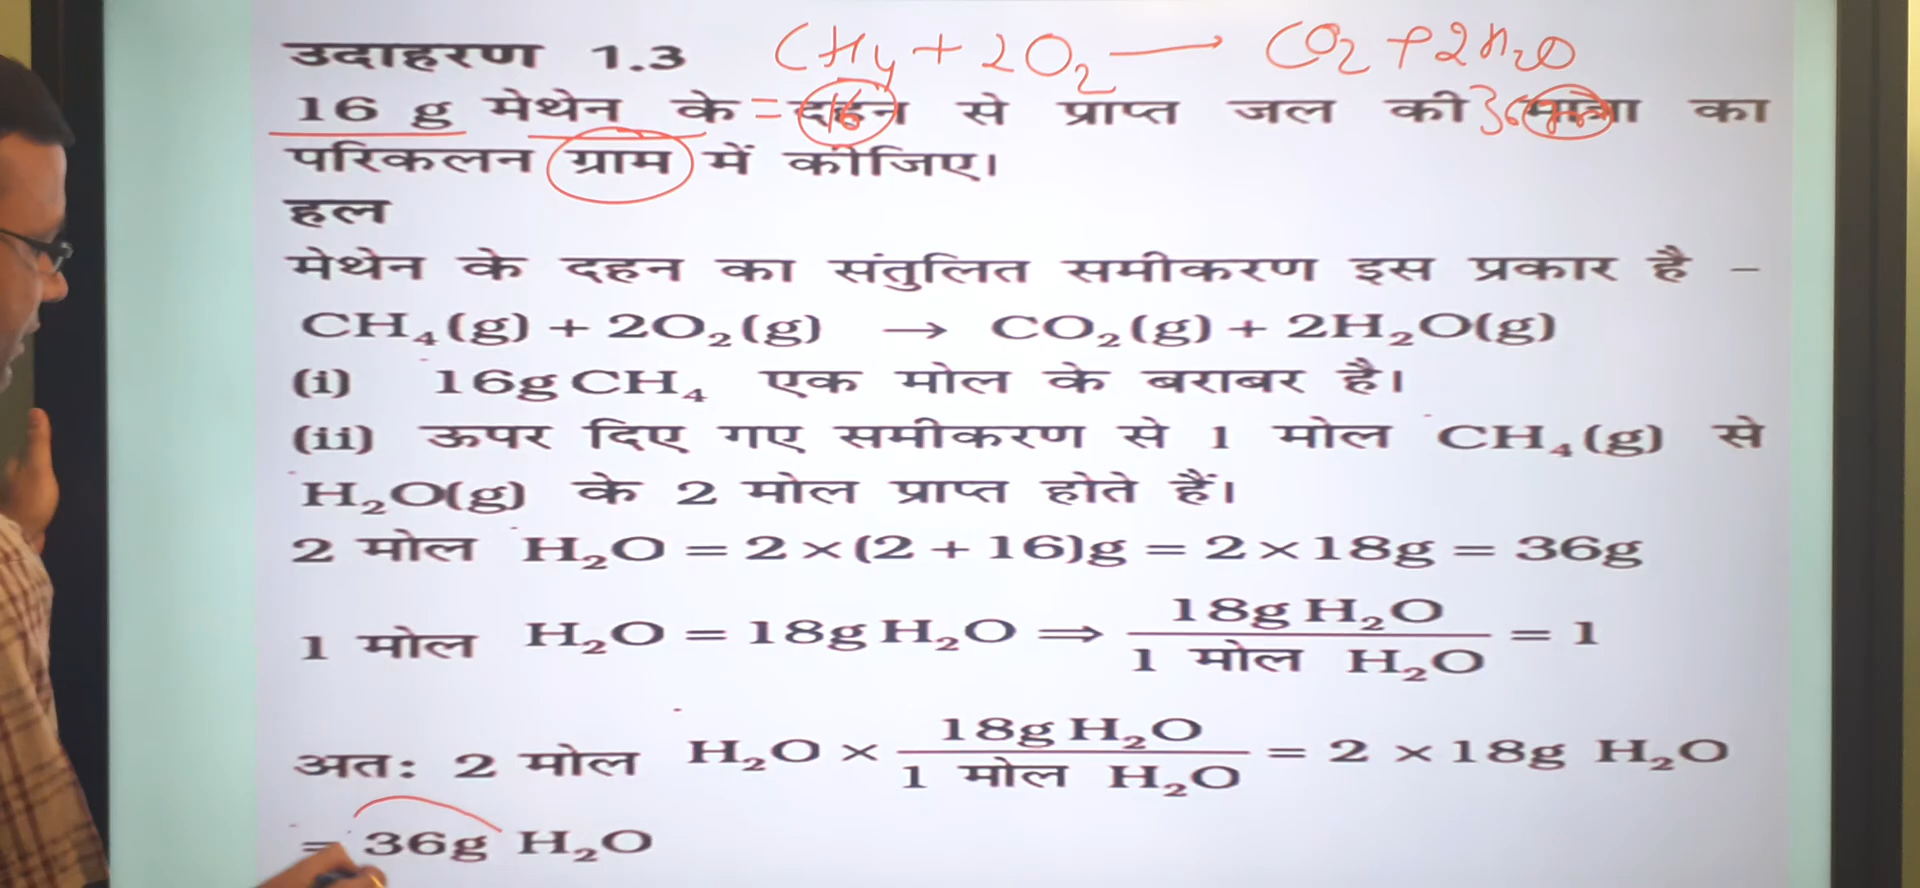 उदाहरण 1.3 CH4 + 2O2 → CO2 + 2H2O
16 g मेथेन के = दहन 16 से प्राप्त जल की 36 मात्रा का
परिकलन ग्राम में कीजिए।
हल
मेथेन के दहन का संतुलित समीकरण इस प्रकार है –
CH₄(g) + 2O₂(g) → CO₂(g) + 2H₂O(g)
(i) 16g CH₄ एक मोल के बराबर है।
(ii) ऊपर दिए गए समीकरण से 1 मोल CH₄(g) से
H₂O(g) के 2 मोल प्राप्त होते हैं।
2 मोल H₂O = 2 × (2 + 16)g = 2 × 18g = 36g
1 मोल H₂O = 18g H₂O ⇒ 18g H₂O / 1 मोल H₂O = 1
अतः 2 मोल H₂O × 18g H₂O / 1 मोल H₂O = 2 × 18g H₂O
= 36g H₂O